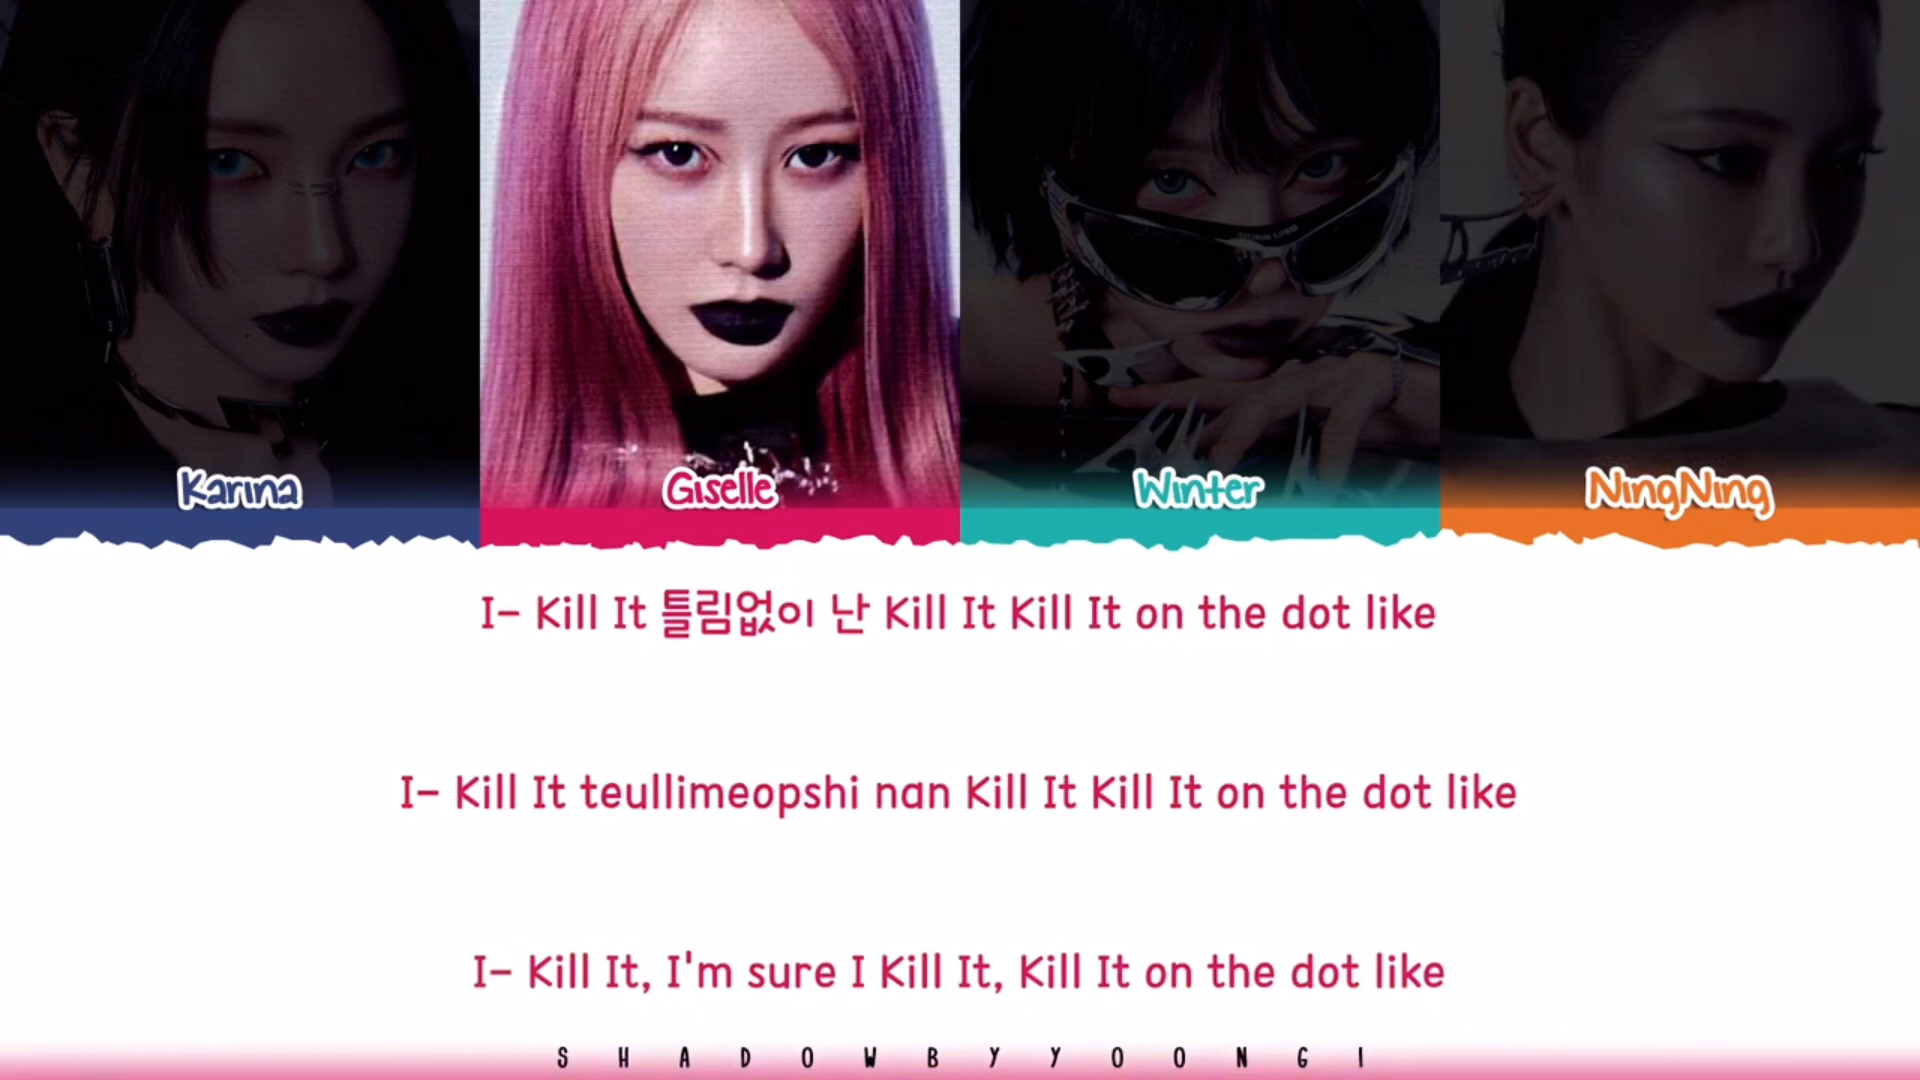 Karina Giselle Winter NingNing
I- Kill It 틀림없이 난 Kill It Kill It on the dot like
I- Kill It teullimeopshi nan Kill It Kill It on the dot like
I- Kill It, I'm sure I Kill It, Kill It on the dot like
SHADOWBYYOONGI